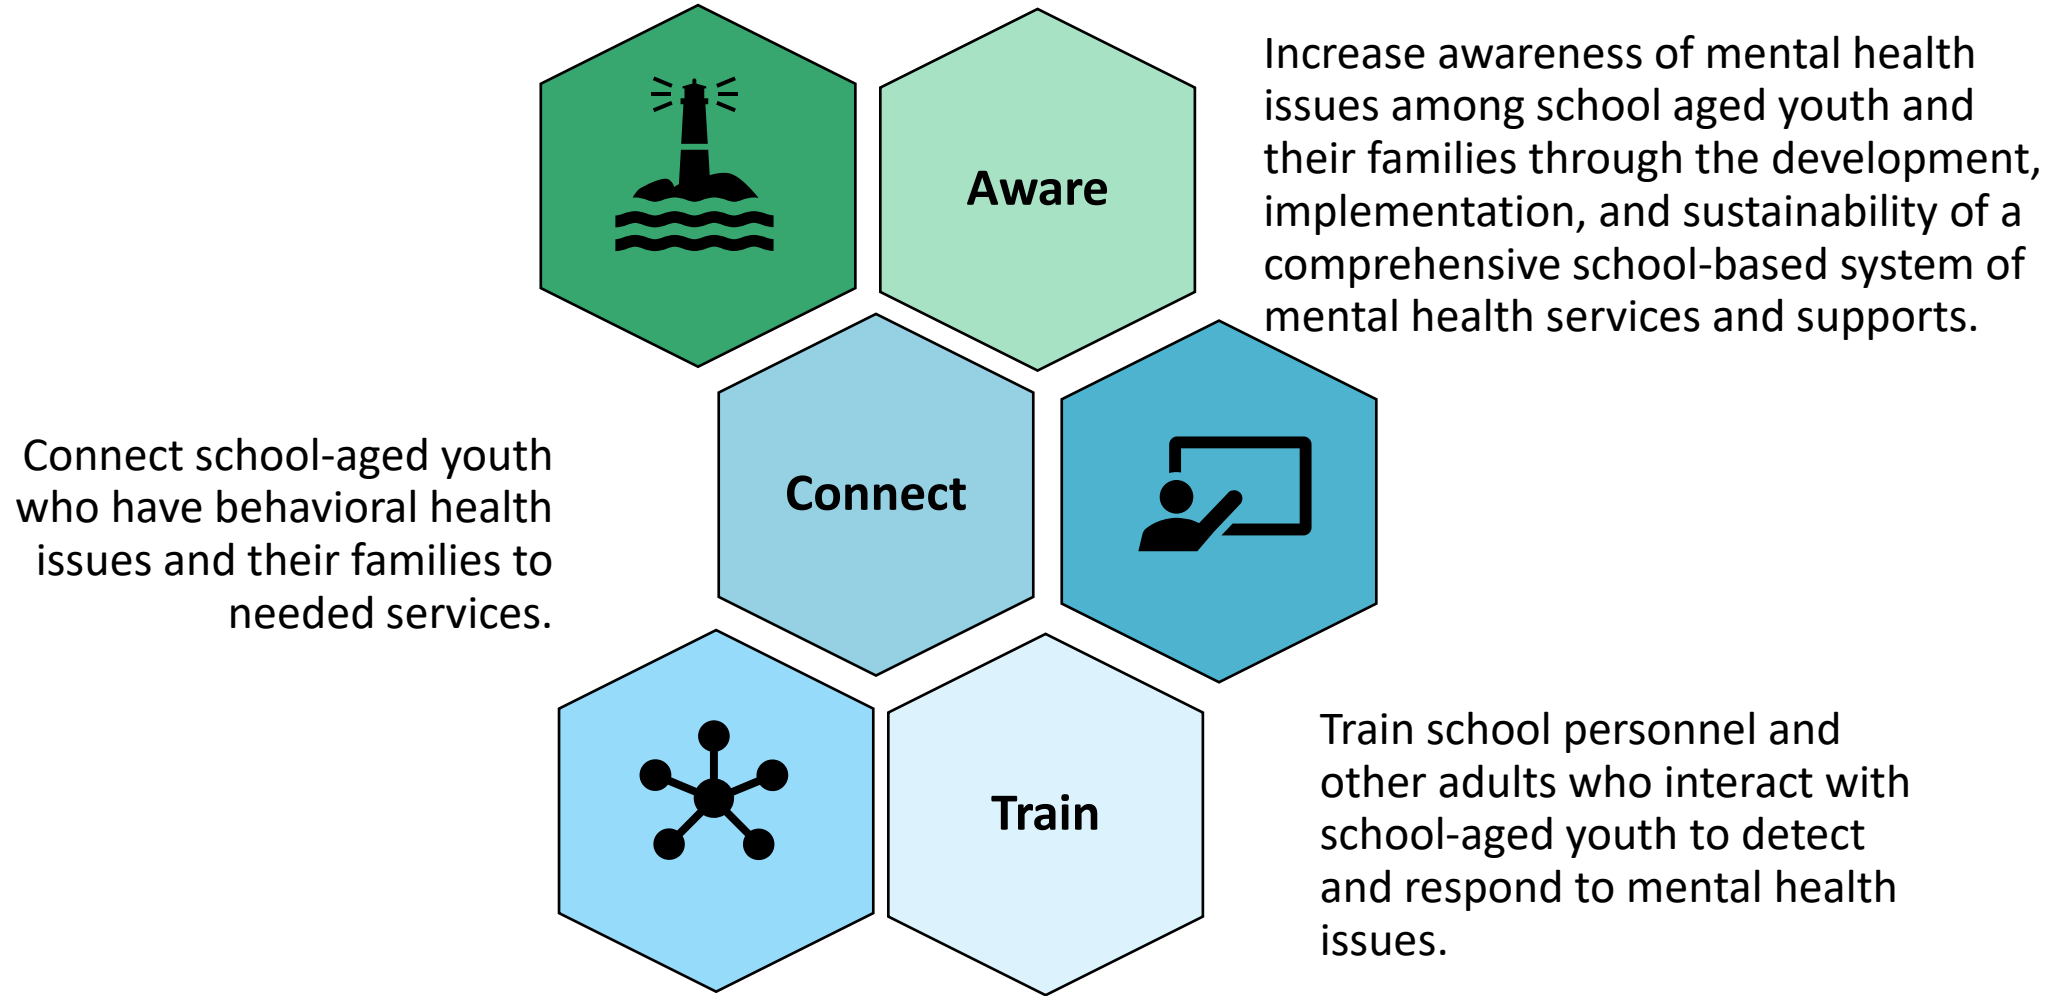 Aware
Increase awareness of mental health
issues among school aged youth and
their families through the development,
implementation, and sustainability of a
comprehensive school-based system of
mental health services and supports.
Connect
Connect school-aged youth
who have behavioral health
issues and their families to
needed services.
Train
Train school personnel and
other adults who interact with
school-aged youth to detect
and respond to mental health
issues.